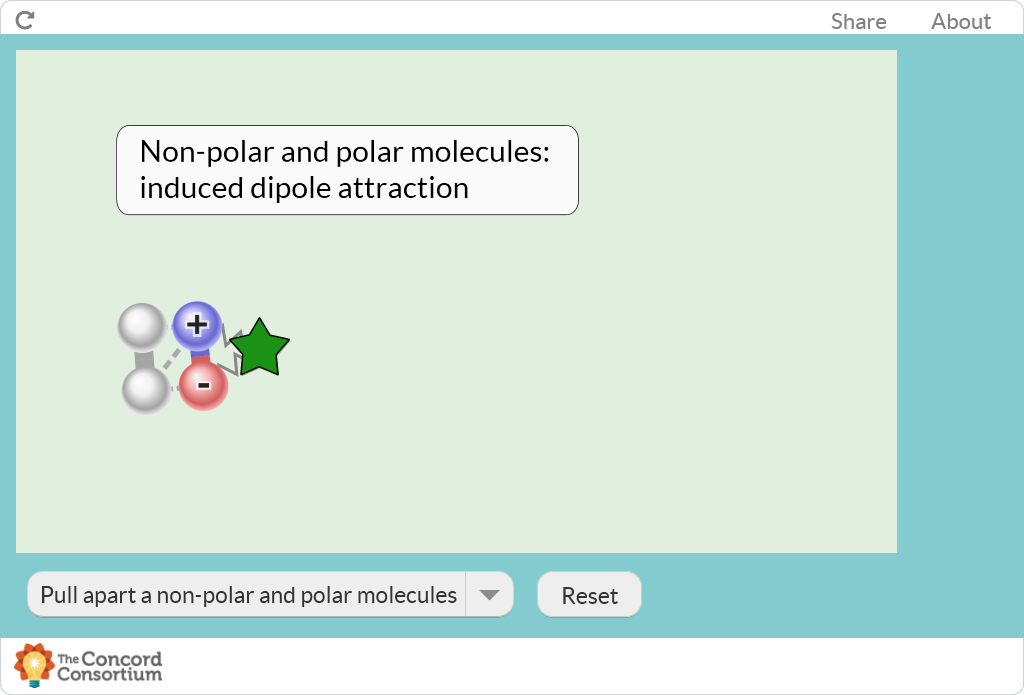 Share About
Non-polar and polar molecules:
induced dipole attraction
+
-
Pull apart a non-polar and polar molecules Reset
The Concord
Consortium